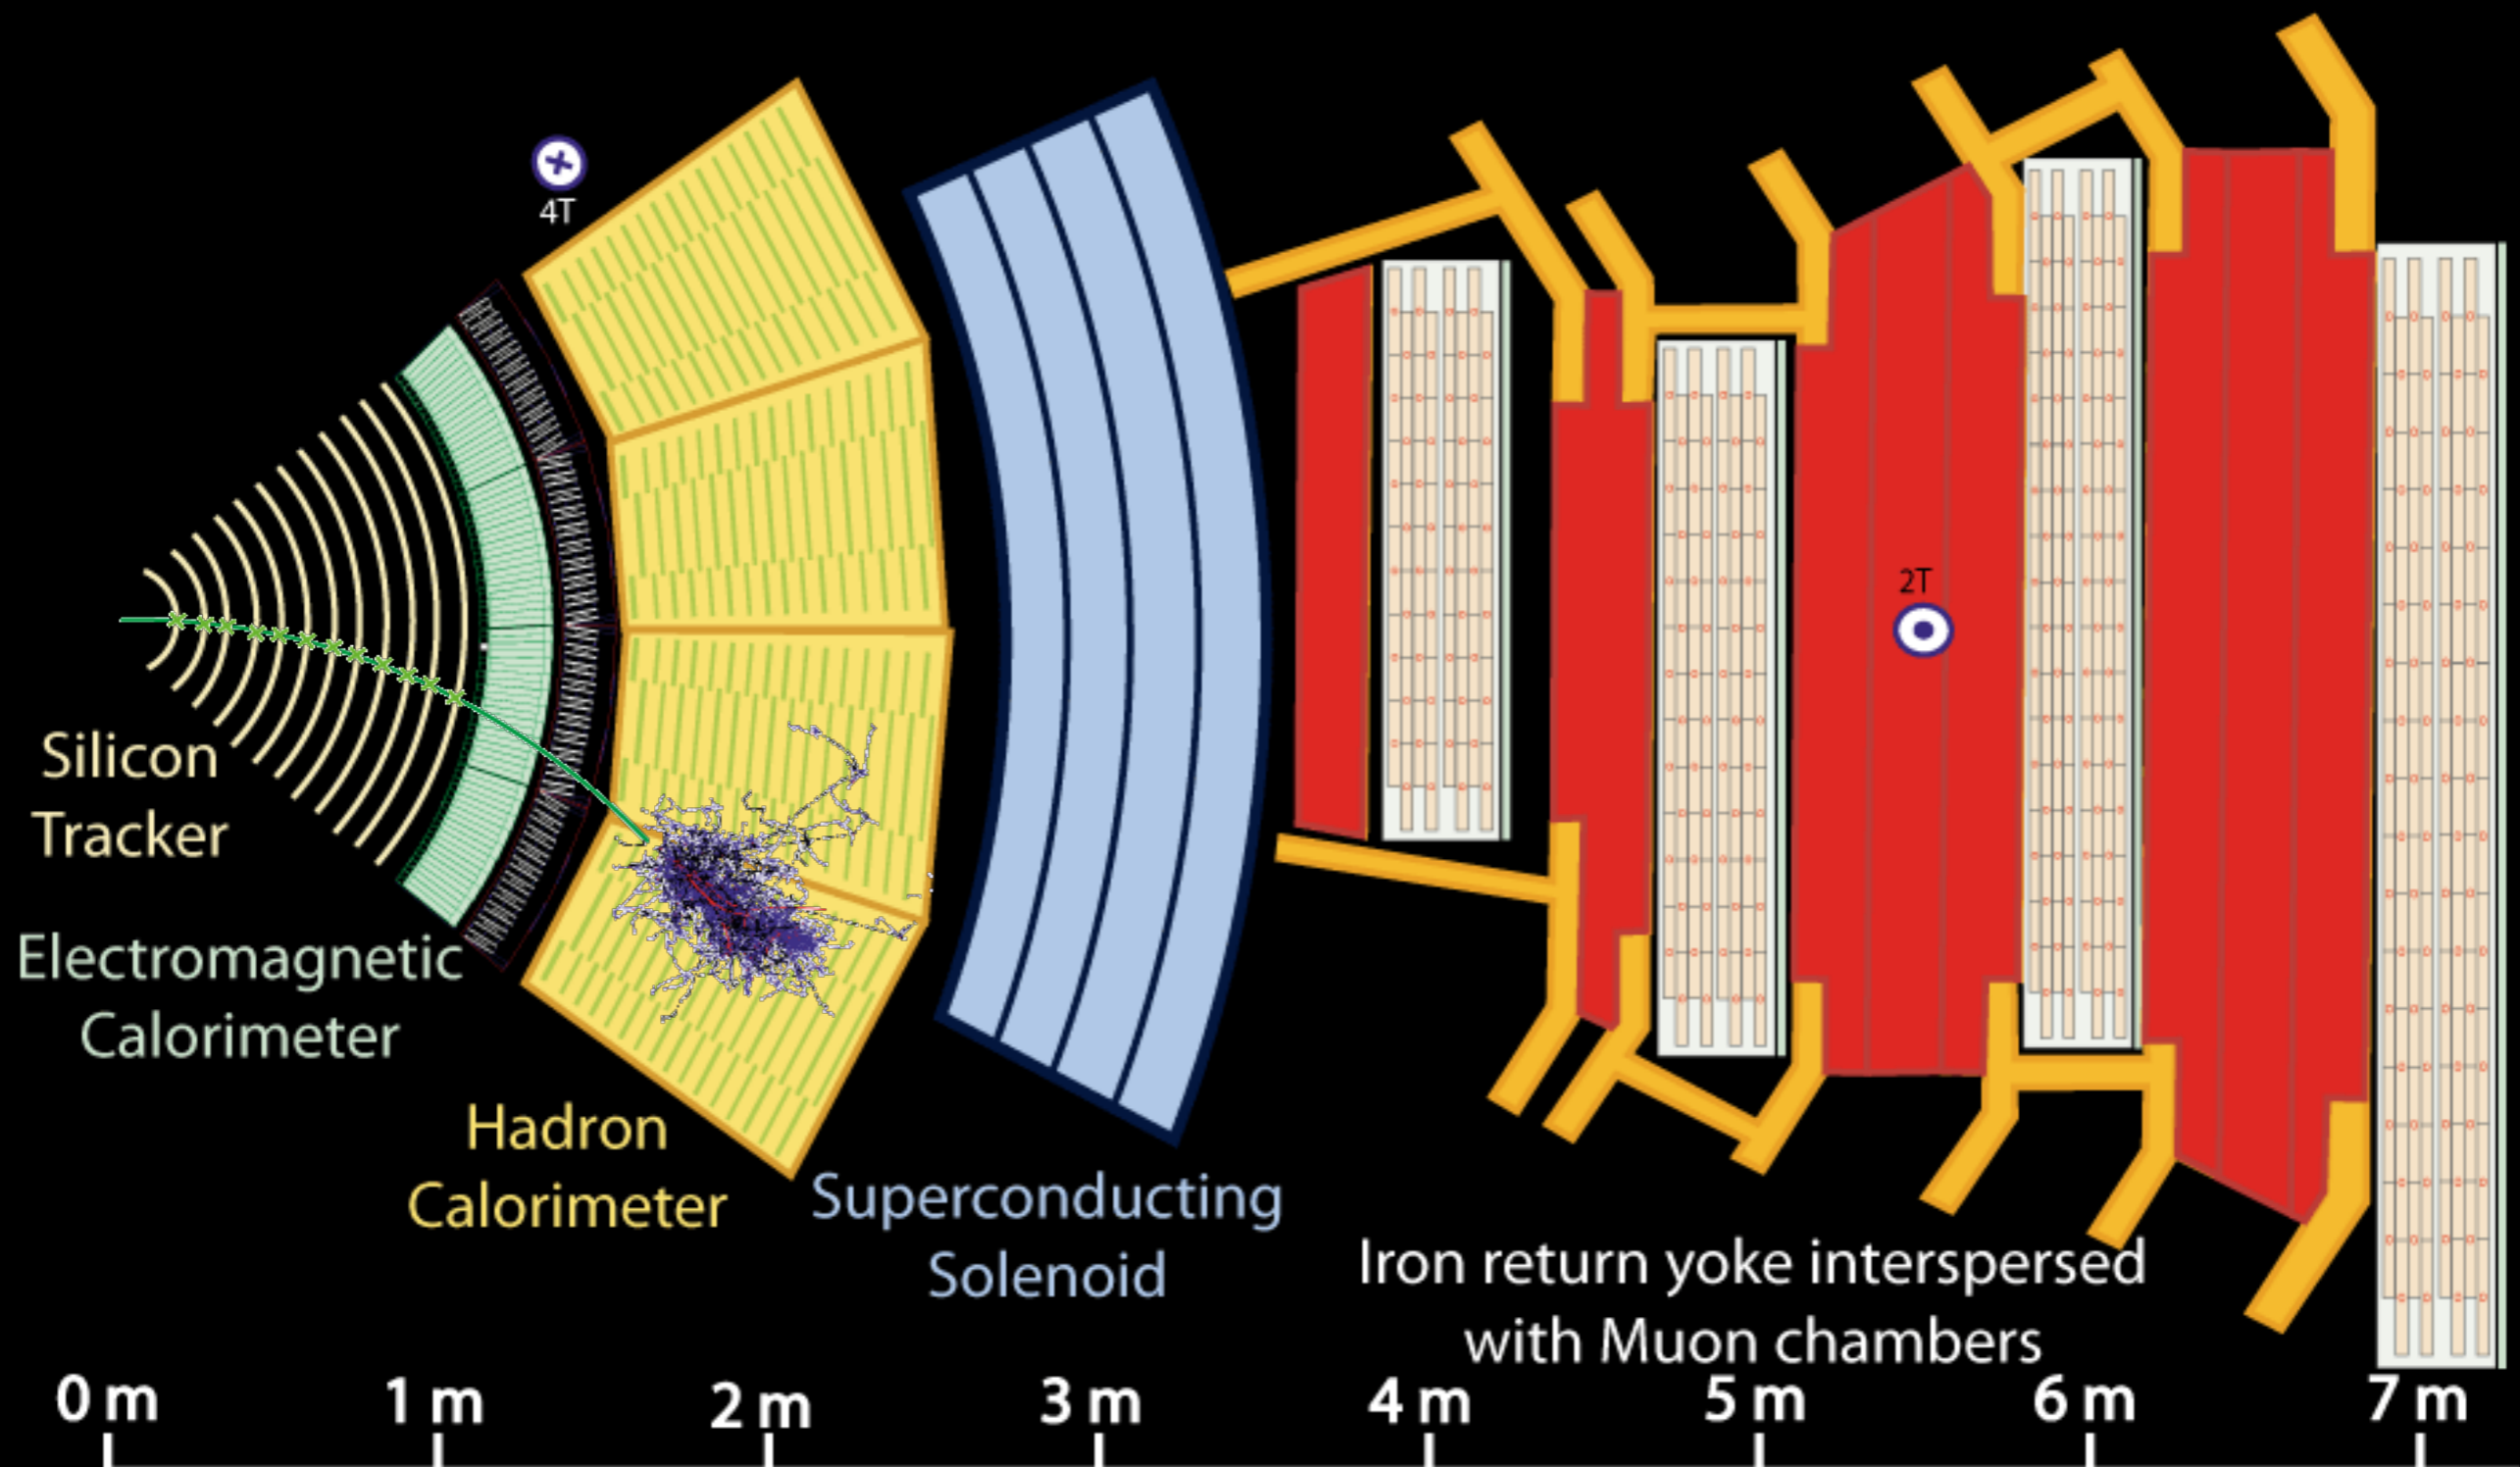 4T
2T
Silicon
Tracker
Electromagnetic
Calorimeter
Hadron
Calorimeter
Superconducting
Solenoid
Iron return yoke interspersed
with Muon chambers
0 m 1 m 2 m 3 m 4 m 5 m 6 m 7 m